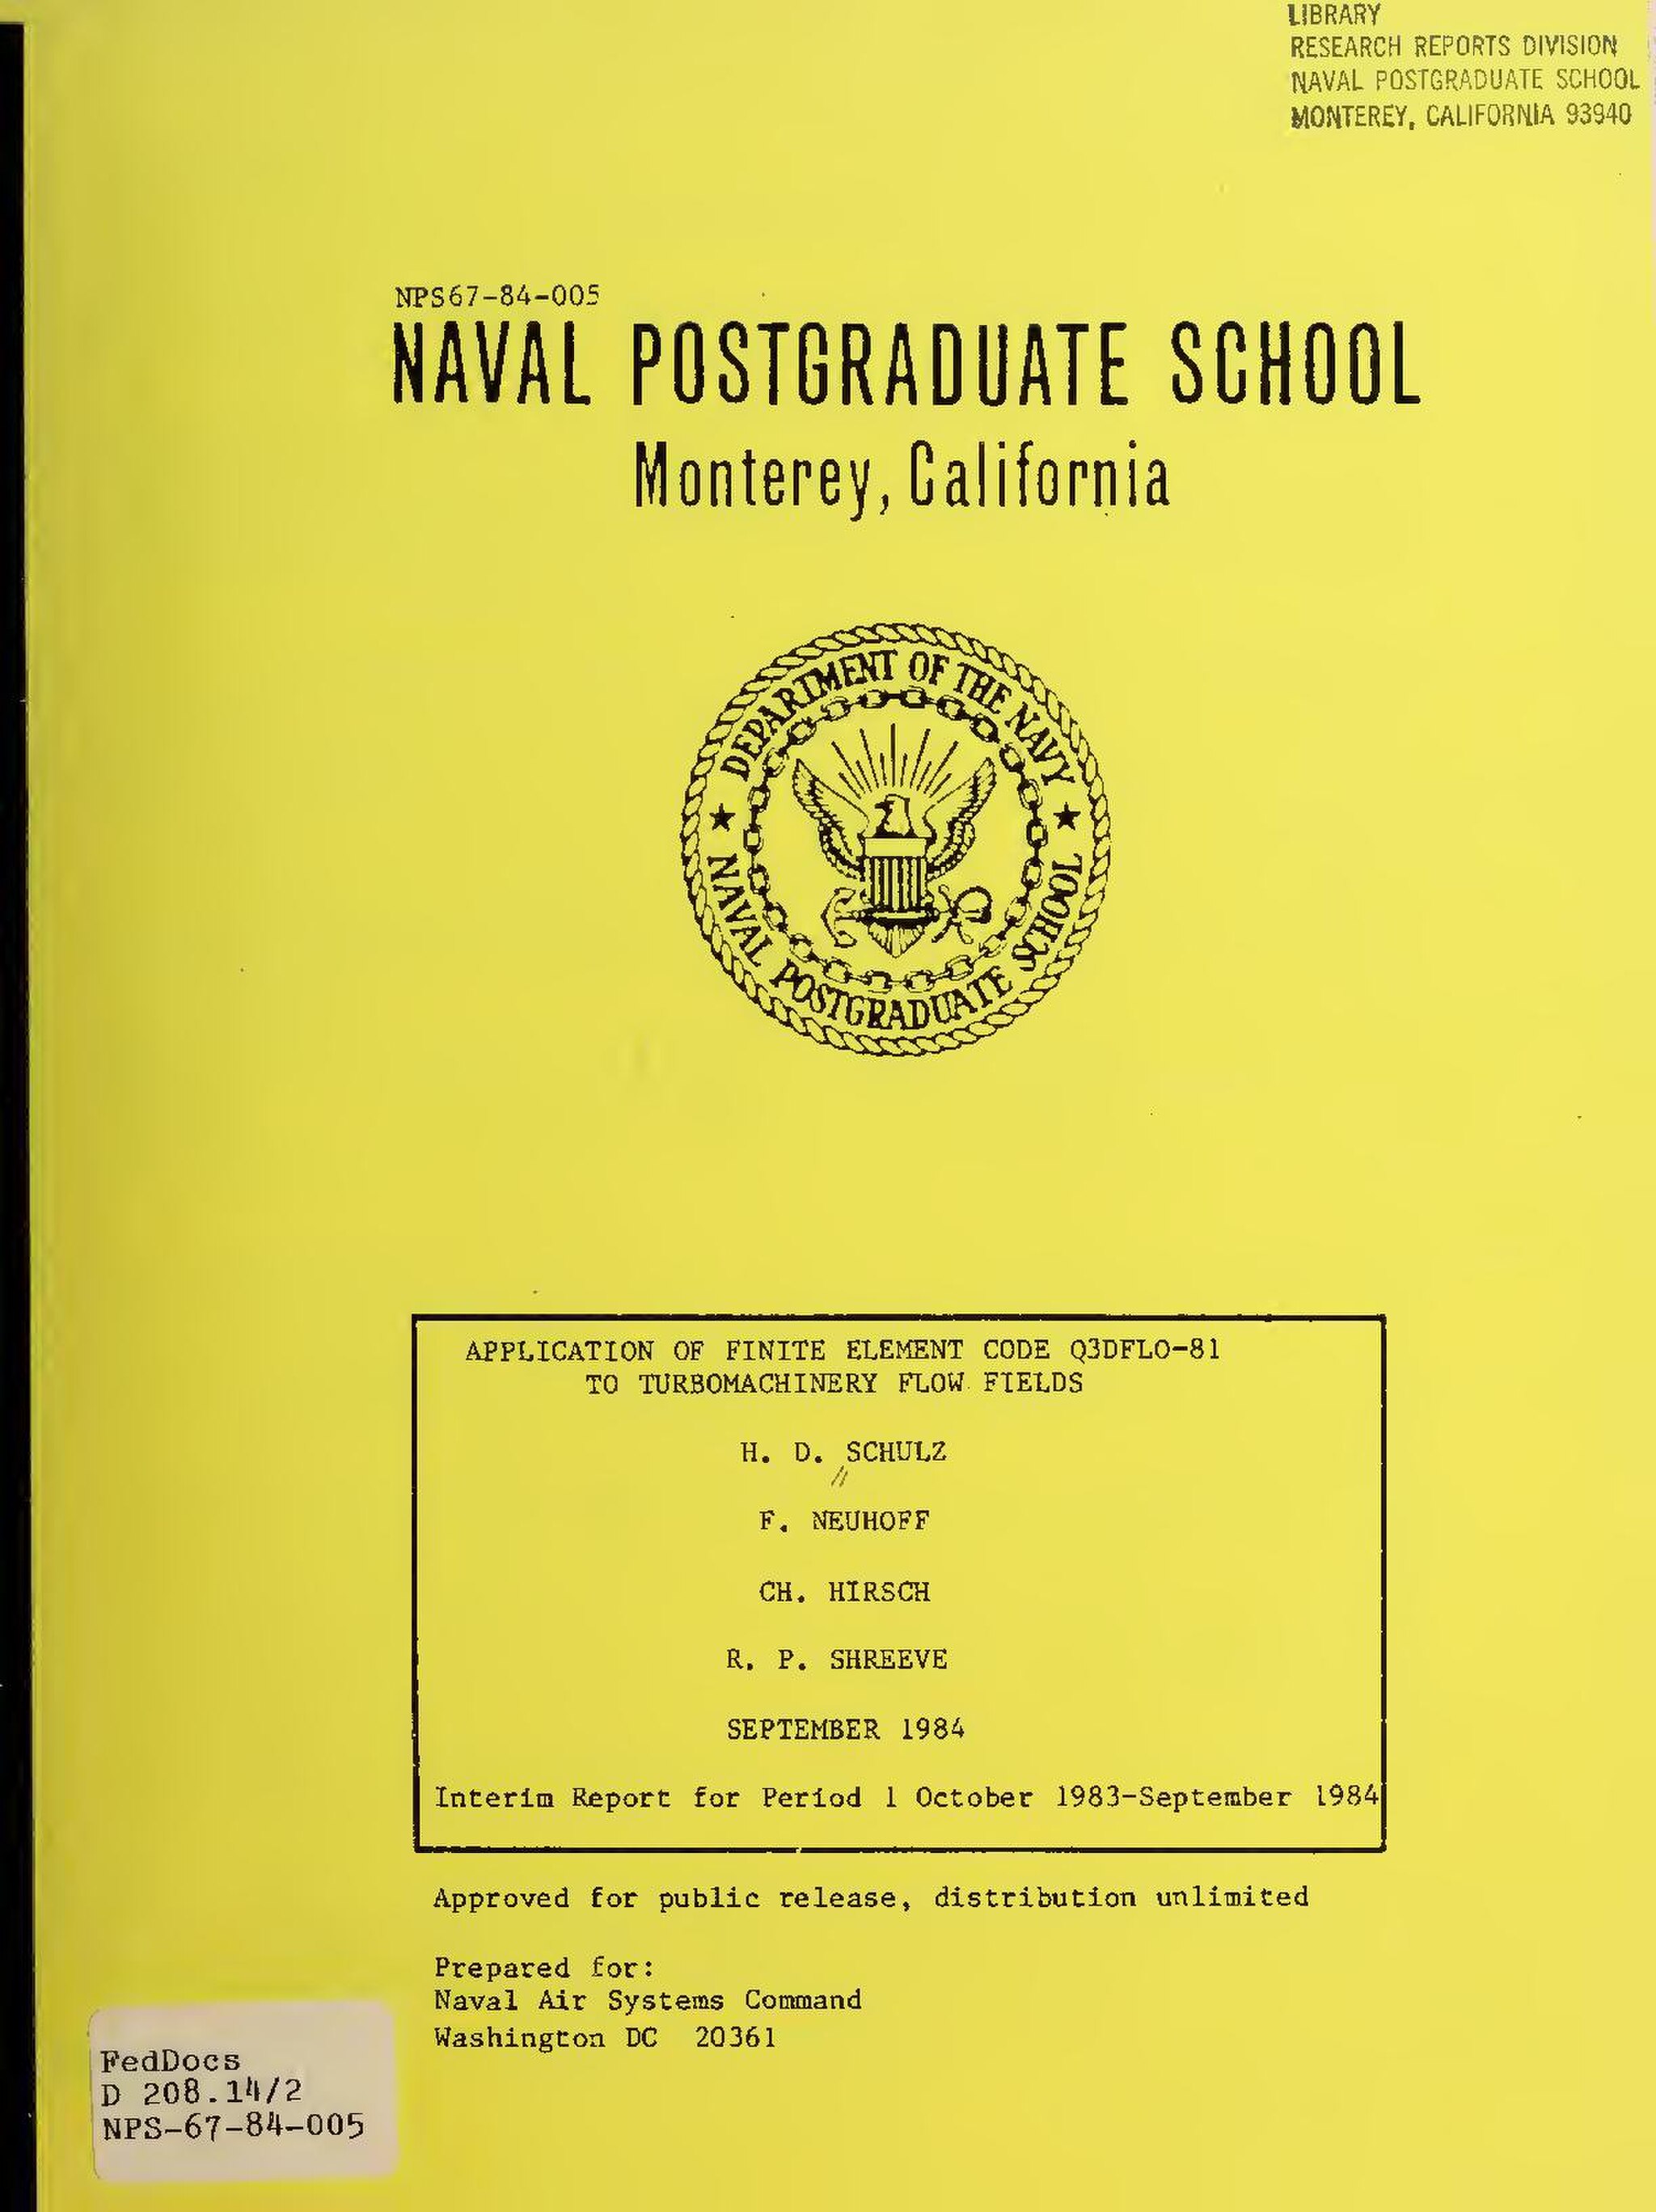 LIBRARY
RESEARCH REPORTS DIVISION
NAVAL POSTGRADUATE SCHOOL
MONTEREY, CALIFORNIA 93940
NPS67-84-005
NAVAL POSTGRADUATE SCHOOL
Monterey, California
DEPARTMENT OF THE NAVY
NAVAL POSTGRADUATE SCHOOL
APPLICATION OF FINITE ELEMENT CODE Q3DFLO-81
TO TURBOMACHINERY FLOW FIELDS
H. D. SCHULZ
F. NEUHOFF
CH. HIRSCH
R. P. SHREEVE
SEPTEMBER 1984
Interim Report for Period 1 October 1983-September 1984
Approved for public release, distribution unlimited
Prepared for:
Naval Air Systems Command
Washington DC 20361
FedDocs
D 208.14/2
NPS-67-84-005